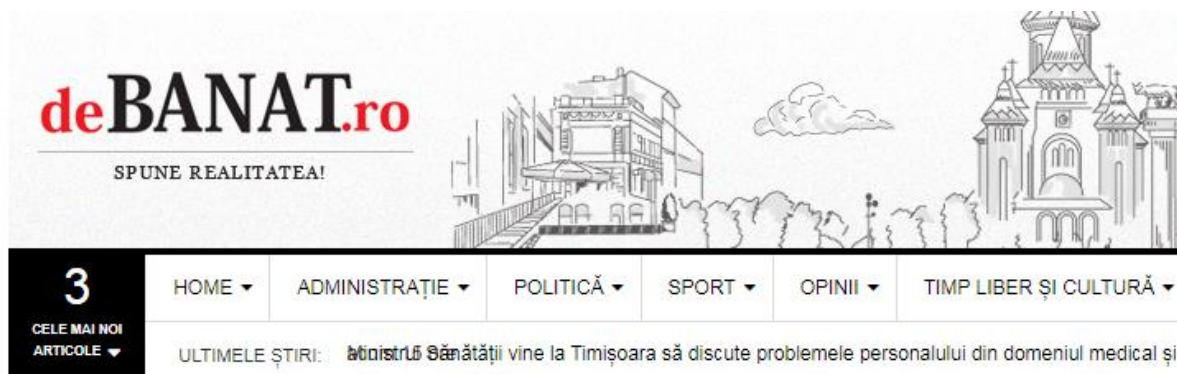 deBANAT.ro
SPUNE REALITATEA!
3
CELE MAI NOI
ARTICOLE
HOME
ADMINISTRAȚIE
POLITICĂ
SPORT
OPINII
TIMP LIBER ȘI CULTURĂ
ULTIMELE ȘTIRI: Sănătății vine la Timișoara să discute problemele personalului din domeniul medical și